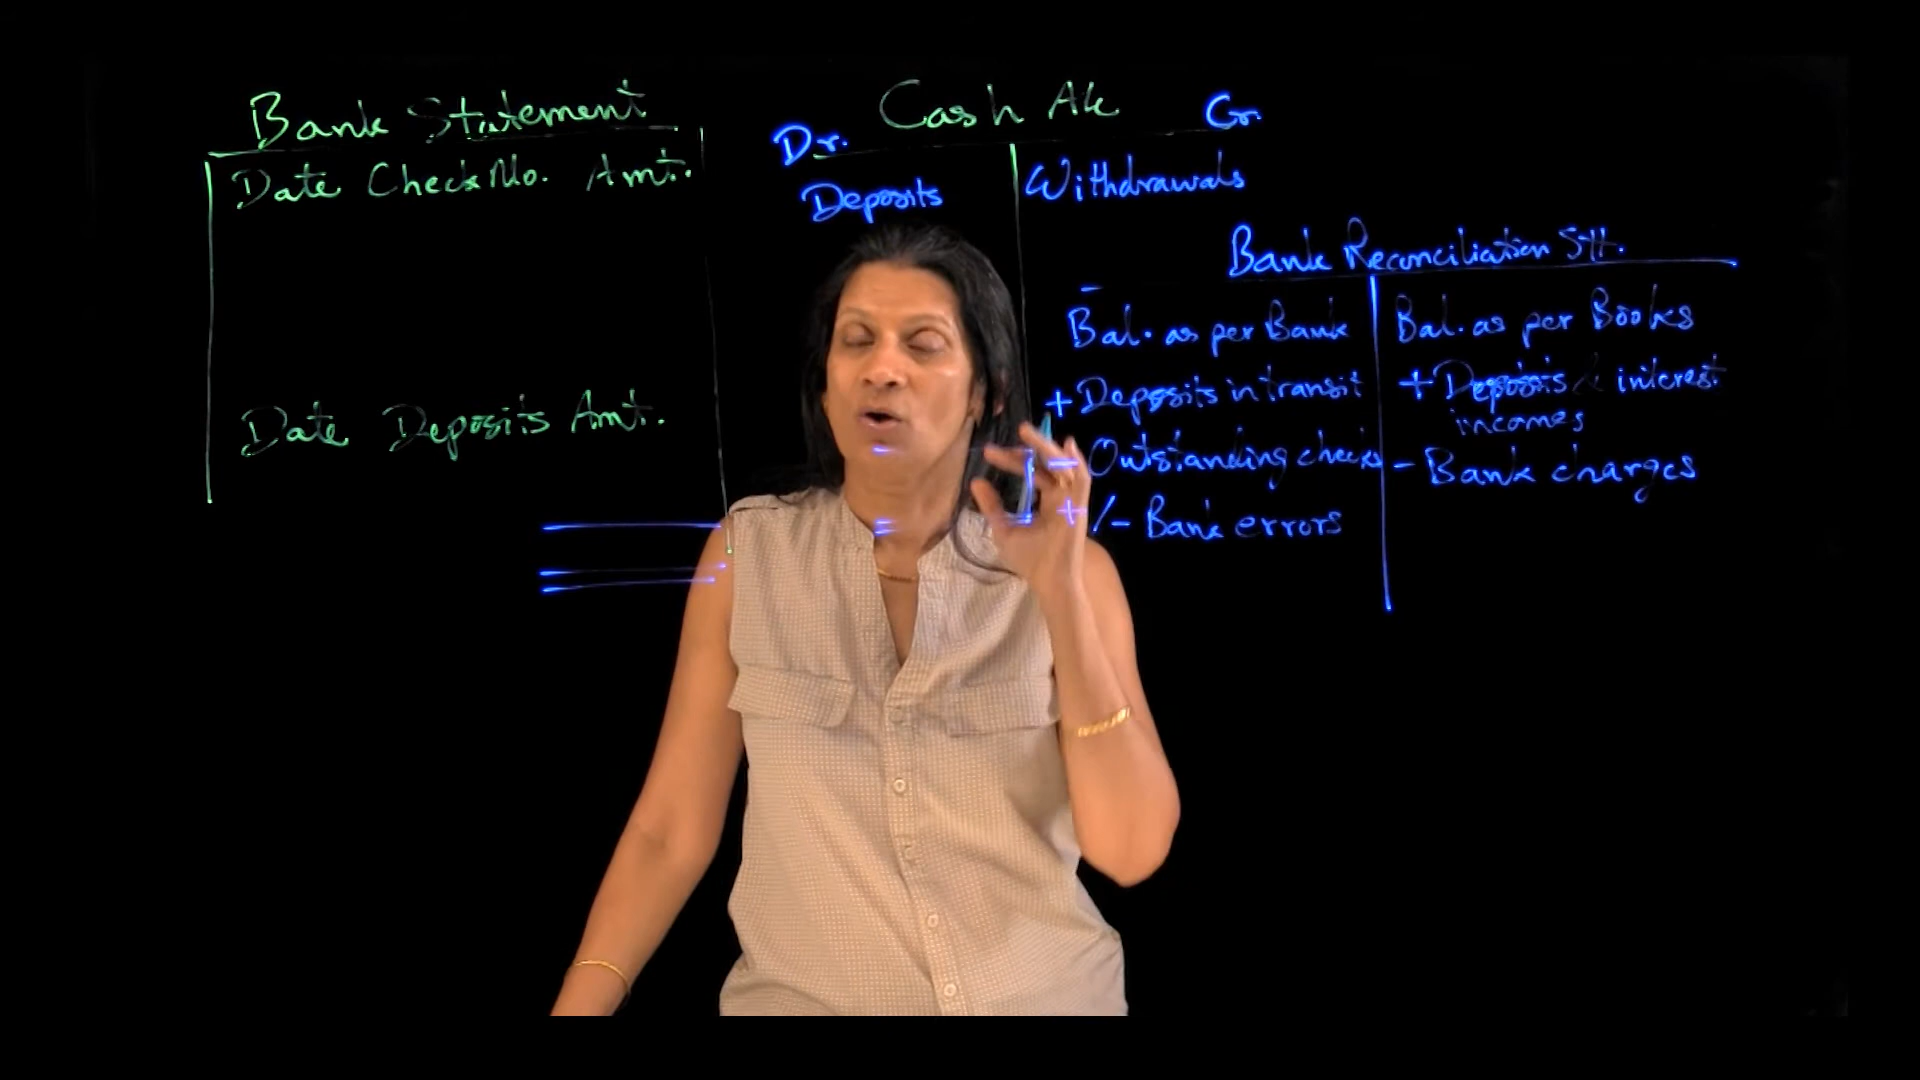 Bank Statement
Date Check No. Amt.
Date Deposits Amt.
Cash A/c
Dr. Cr.
Deposits Withdrawals
Bank Reconciliation Stt.
Bal. as per Bank
+ Deposits in transit
- Outstanding checks
+/- Bank errors
Bal. as per Books
+ Deposits & interest
incomes
- Bank charges